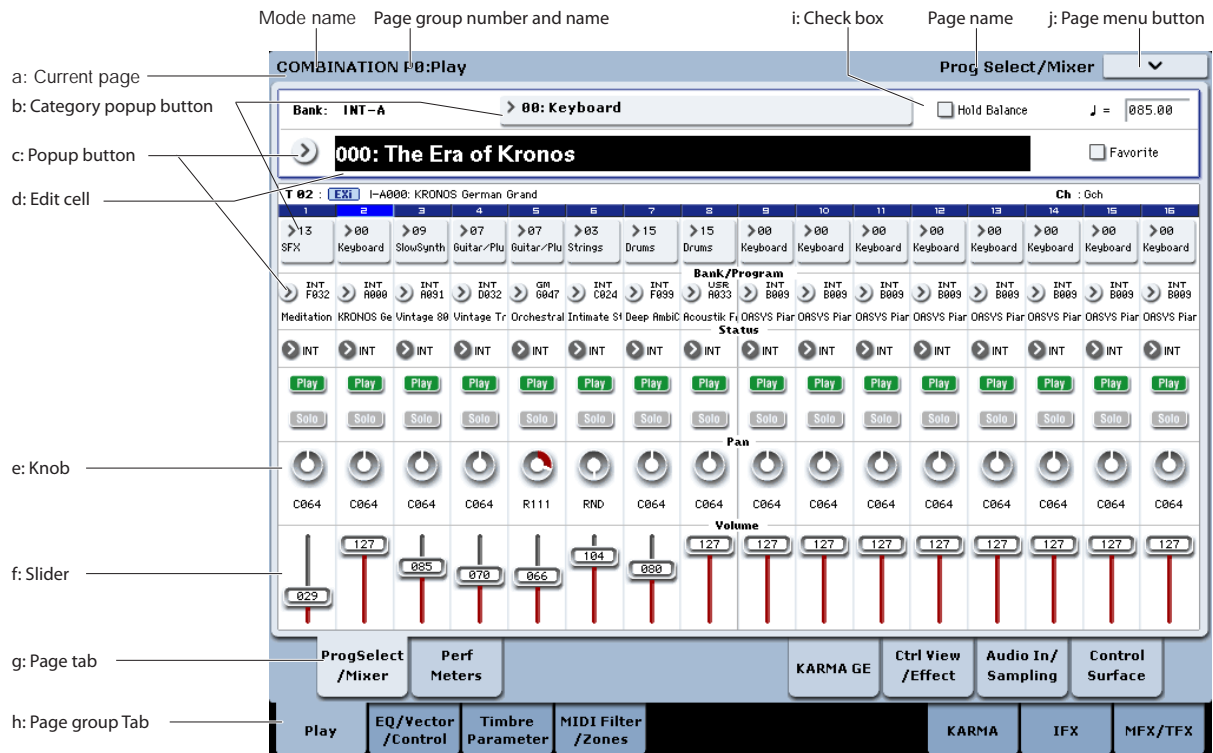 Mode name Page group number and name i: Check box Page name j: Page menu button
a: Current page
COMBINATION P0:Play Prog Select/Mixer
b: Category popup button
Bank: INT-A 00: Keyboard Hold Balance ♩ = 085.00
c: Popup button
000: The Era of Kronos Favorite
d: Edit cell
T 02 : EXi I-A000: KRONOS German Grand Ch : Gch
1 2 3 4 5 6 7 8 9 10 11 12 13 14 15 16
13 00 09 07 07 03 15 15 00 00 00 00 00 00 00 00
SFX Keyboard SlowSynth Guitar/Plu Guitar/Plu Strings Drums Drums Keyboard Keyboard Keyboard Keyboard Keyboard Keyboard Keyboard Keyboard
Bank/Program
INT INT INT INT GM INT INT USR INT INT INT INT INT INT INT INT
F032 A000 A091 D032 G047 C024 F099 A033 B009 B009 B009 B009 B009 B009 B009 B009
Meditation KRONOS Ge Vintage 80 Vintage Tr Orchestral Intimate St Deep AmbiC Acoustik Fi OASYS Piar OASYS Piar OASYS Piar OASYS Piar OASYS Piar OASYS Piar OASYS Piar OASYS Piar
Status
INT INT INT INT INT INT INT INT INT INT INT INT INT INT INT INT
Play Play Play Play Play Play Play Play Play Play Play Play Play Play Play Play
Solo Solo Solo Solo Solo Solo Solo Solo Solo Solo Solo Solo Solo Solo Solo Solo
Pan
e: Knob
C064 C064 C064 C064 R111 RND C064 C064 C064 C064 C064 C064 C064 C064 C064 C064
Volume
f: Slider
029 127 085 070 066 104 080 127 127 127 127 127 127 127 127 127
g: Page tab
ProgSelect Perf KARMA GE Ctrl View Audio In/ Control
/Mixer Meters /Effect Sampling Surface
h: Page group Tab
Play EQ/Vector Timbre MIDI Filter KARMA IFX MFX/TFX
/Control Parameter /Zones